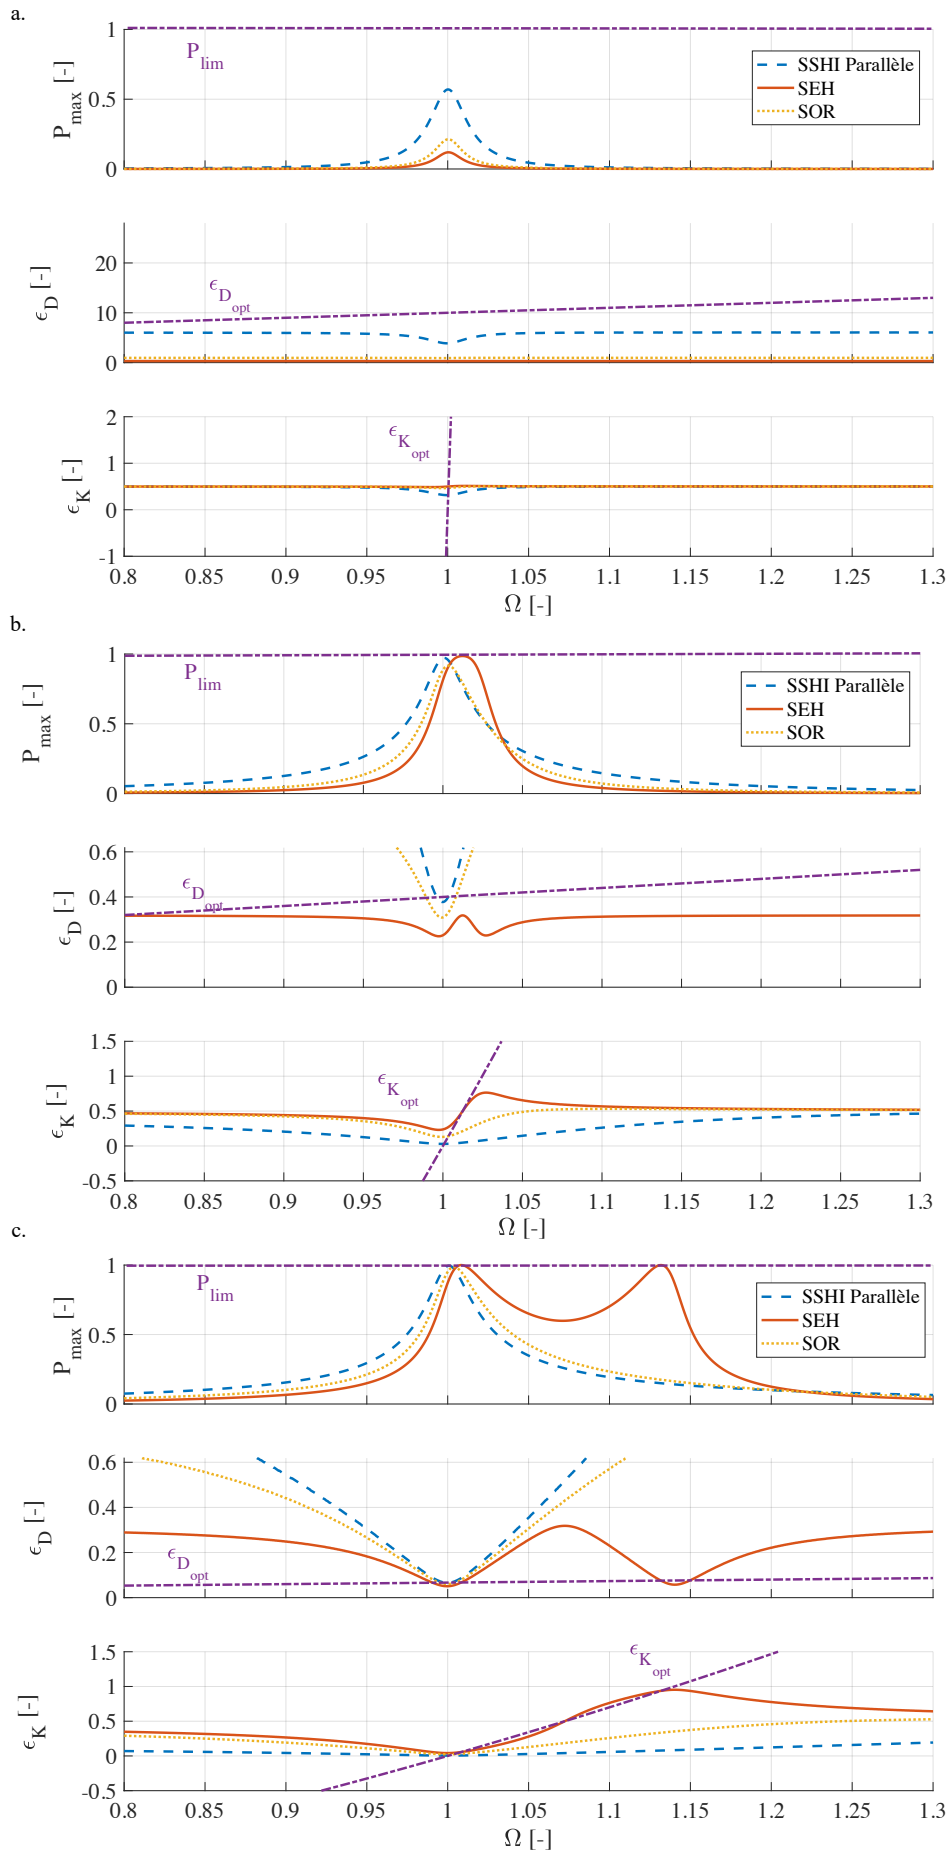 a.
P_max [-]
1
0.5
0
P_lim
SSHI Parallèle
SEH
SOR
ϵ_D [-]
20
10
0
ϵ_D_opt
ϵ_K [-]
2
1
0
-1
ϵ_K_opt
0.8 0.85 0.9 0.95 1 1.05 1.1 1.15 1.2 1.25 1.3
Ω [-]
b.
P_max [-]
1
0.5
0
P_lim
SSHI Parallèle
SEH
SOR
ϵ_D [-]
0.6
0.4
0.2
0
ϵ_D_opt
ϵ_K [-]
1.5
1
0.5
0
-0.5
ϵ_K_opt
0.8 0.85 0.9 0.95 1 1.05 1.1 1.15 1.2 1.25 1.3
Ω [-]
c.
P_max [-]
1
0.5
0
P_lim
SSHI Parallèle
SEH
SOR
ϵ_D [-]
0.6
0.4
0.2
0
ϵ_D_opt
ϵ_K [-]
1.5
1
0.5
0
-0.5
ϵ_K_opt
0.8 0.85 0.9 0.95 1 1.05 1.1 1.15 1.2 1.25 1.3
Ω [-]